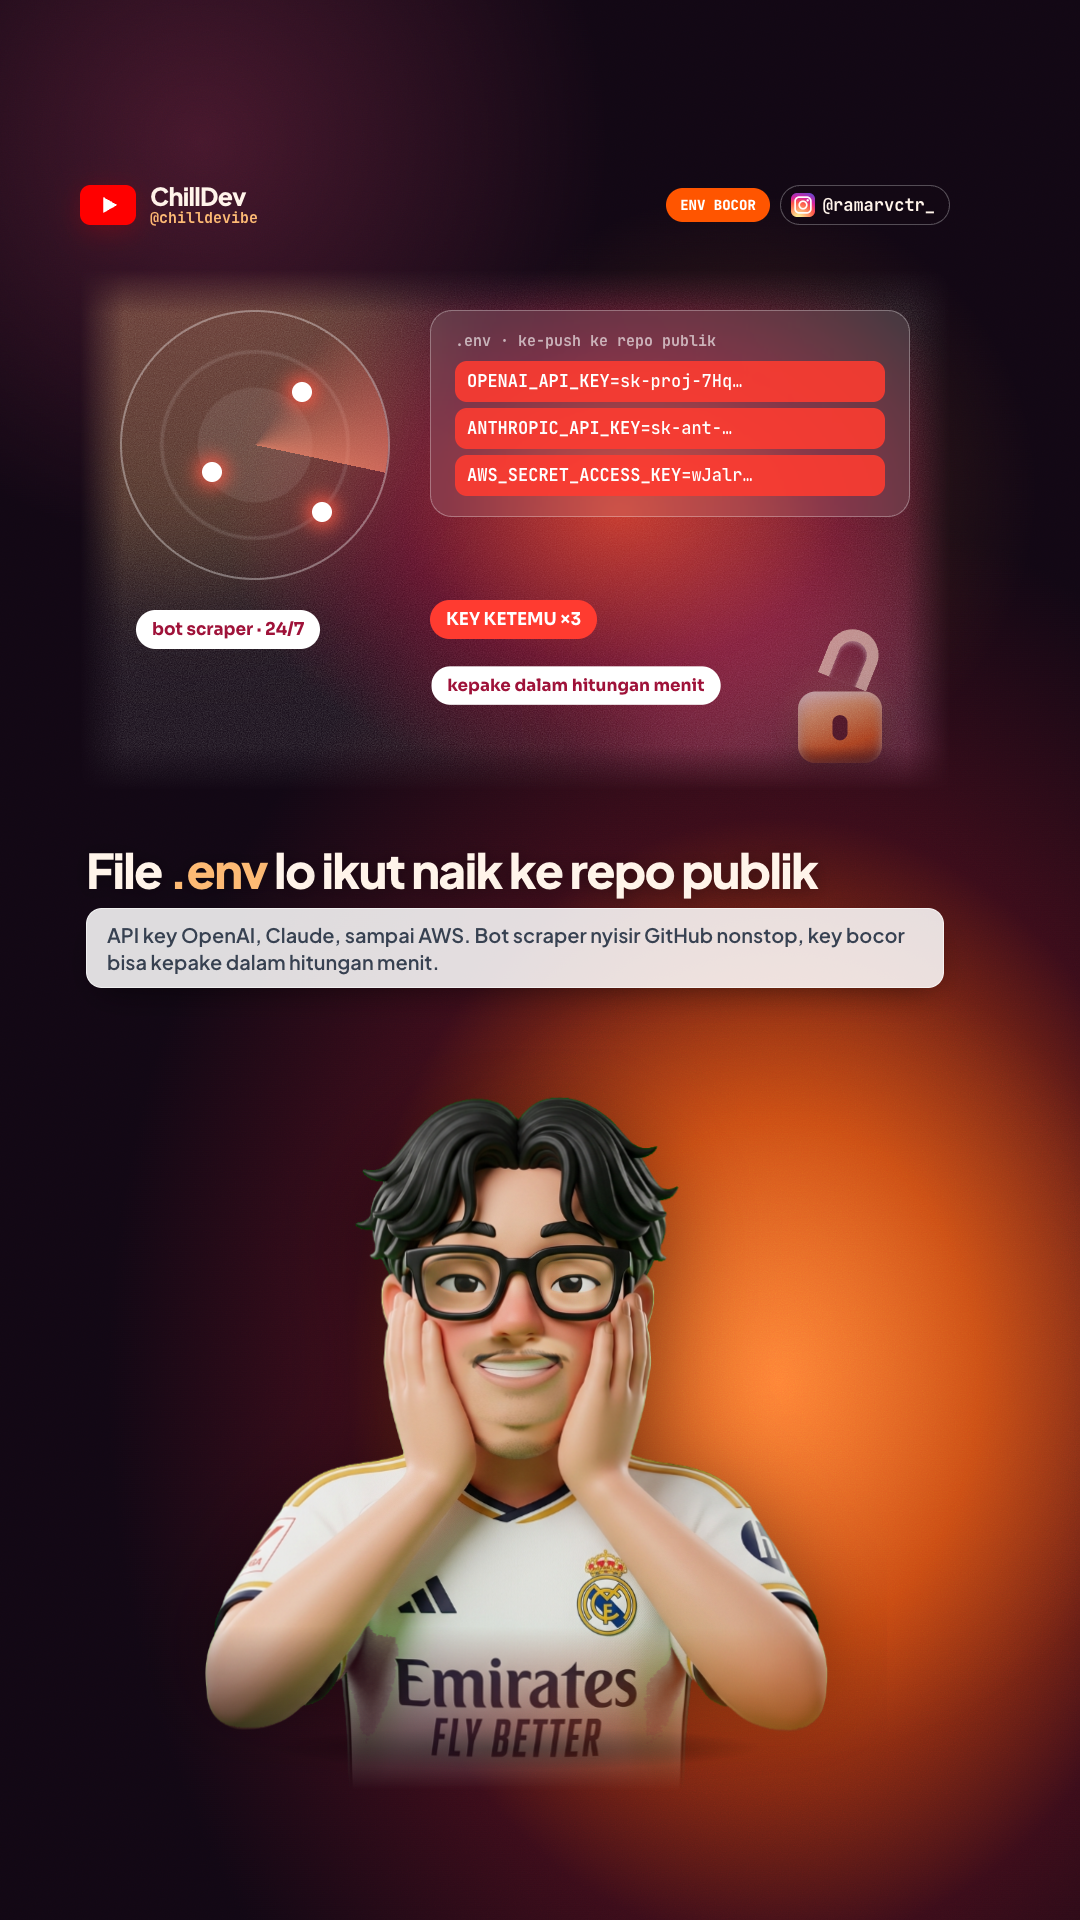 ChillDev
@chilldevibe
ENV BOCOR
@ramarvctr_
.env · ke-push ke repo publik
OPENAI_API_KEY=sk-proj-7Hq…
ANTHROPIC_API_KEY=sk-ant-…
AWS_SECRET_ACCESS_KEY=wJalr…
bot scraper · 24/7
KEY KETEMU ×3
kepake dalam hitungan menit
File .env lo ikut naik ke repo publik
API key OpenAI, Claude, sampai AWS. Bot scraper nyisir GitHub nonstop, key bocor
bisa kepake dalam hitungan menit.
Emirates
FLY BETTER